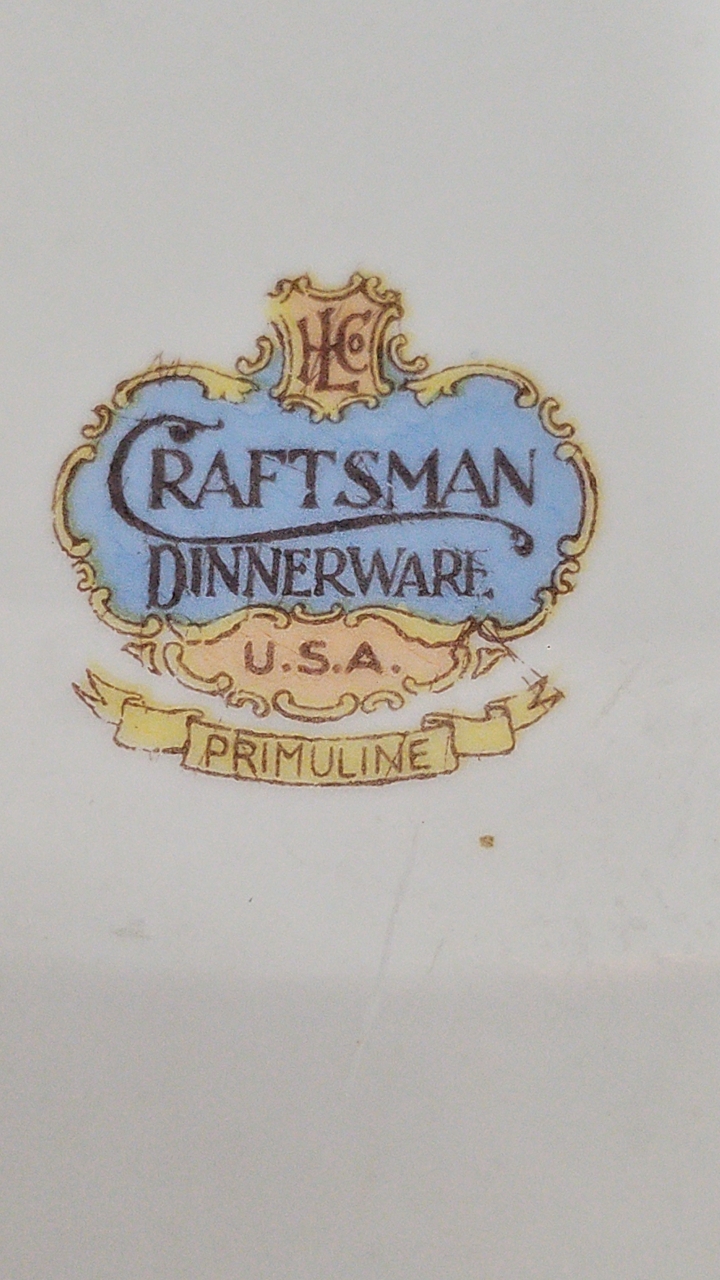 HLCo
CRAFTSMAN
DINNERWARE
U.S.A.
PRIMULINE